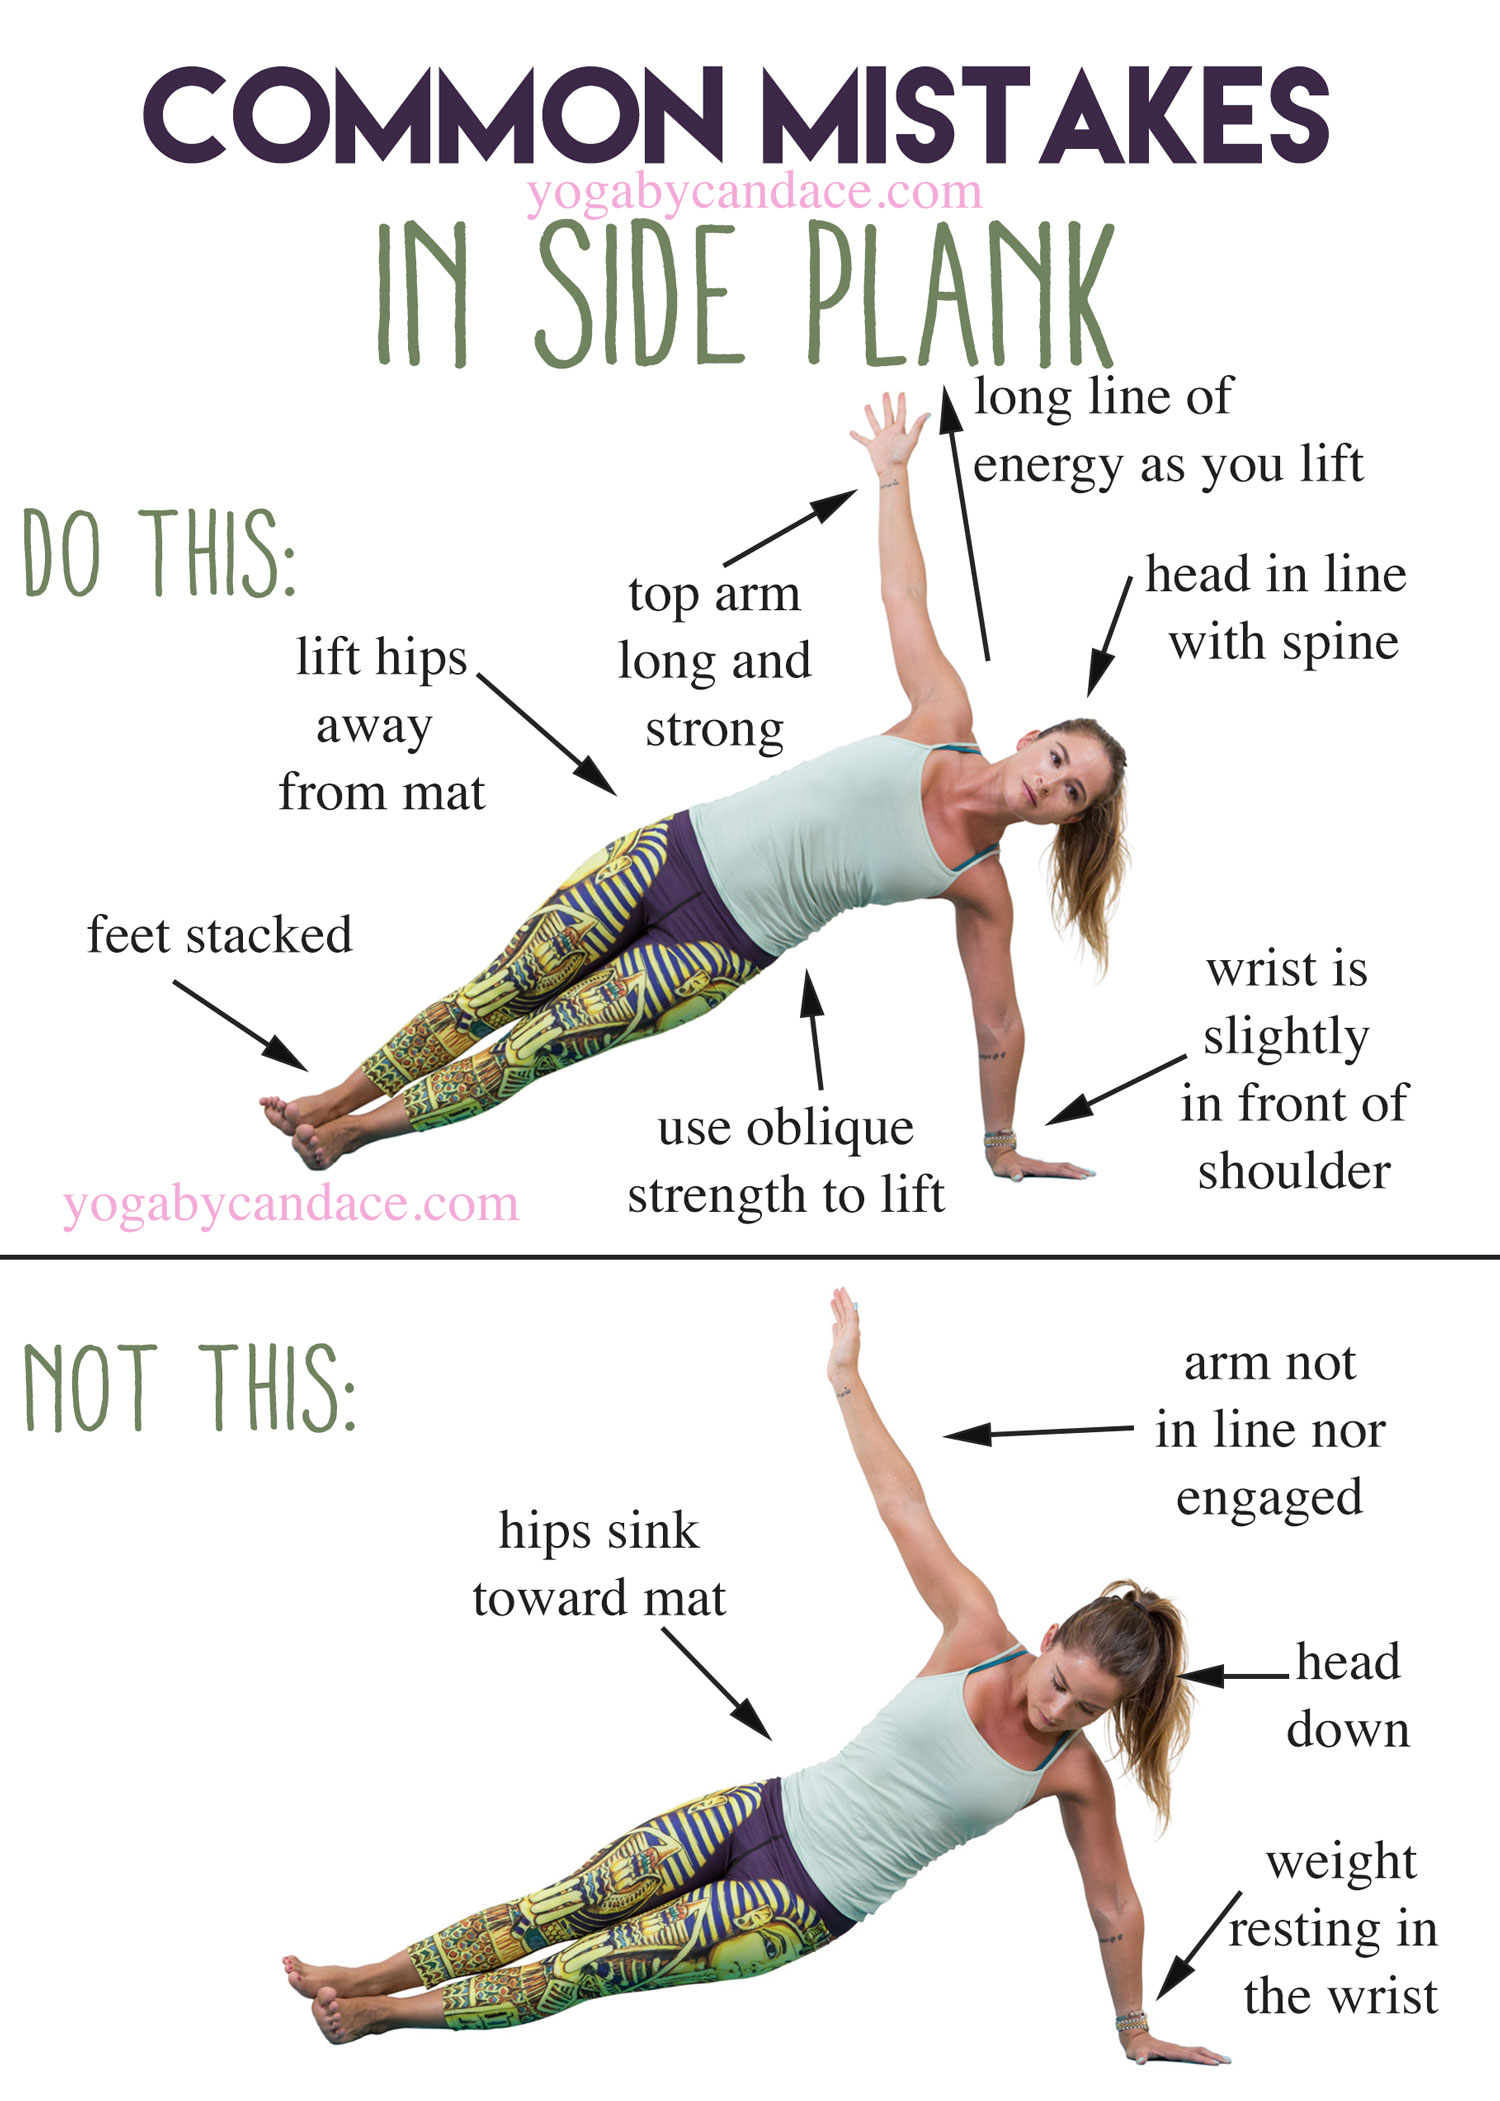 COMMON MISTAKES
yogabycandace.com
IN SIDE PLANK
long line of
energy as you lift
DO THIS:
head in line
with spine
top arm
long and
strong
lift hips
away
from mat
feet stacked
wrist is
slightly
in front of
shoulder
use oblique
strength to lift
yogabycandace.com
NOT THIS:
arm not
in line nor
engaged
hips sink
toward mat
head
down
weight
resting in
the wrist